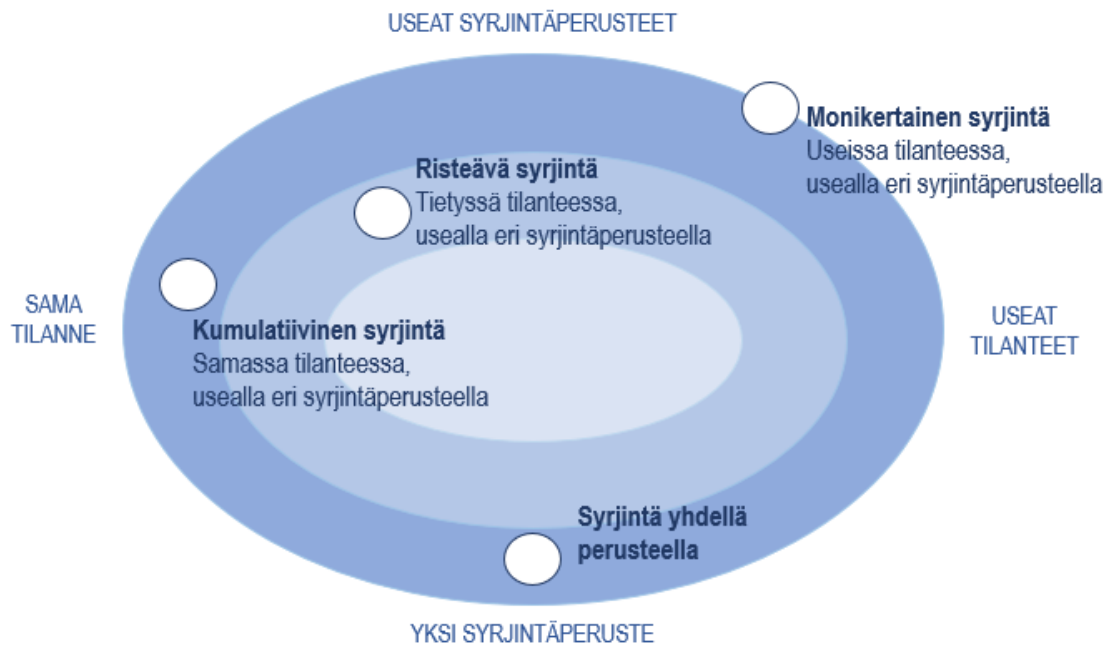 USEAT SYRJINTÄPERUSTEET
Monikertainen syrjintä
Useissa tilanteessa,
usealla eri syrjintäperusteella
Risteävä syrjintä
Tietyssä tilanteessa,
usealla eri syrjintäperusteella
SAMA
TILANNE
Kumulatiivinen syrjintä
Samassa tilanteessa,
usealla eri syrjintäperusteella
USEAT
TILANTEET
Syrjintä yhdellä
perusteella
YKSI SYRJINTÄPERUSTE